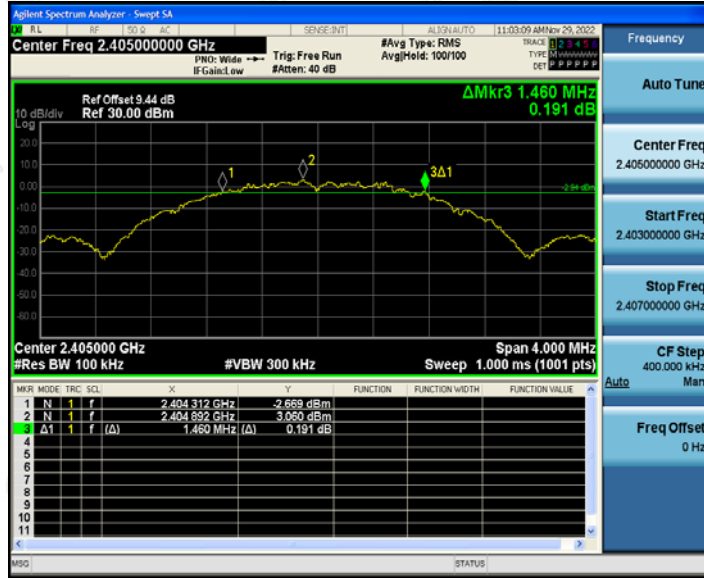 Agilent Spectrum Analyzer - Swept SA
RL RF 50 Ω AC SENSE:INT ALIGNAUTO 11:03:09 AM Nov 29, 2022
Center Freq 2.405000000 GHz
PNO: Wide
IFGain:Low
Trig: Free Run
#Atten: 40 dB
#Avg Type: RMS
Avg|Hold: 100/100
TRACE 1 2 3 4 5 6
TYPE M
DET P P P P P P
Frequency
Auto Tune
Center Freq
2.405000000 GHz
Start Freq
2.403000000 GHz
Stop Freq
2.407000000 GHz
CF Step
400.000 kHz
Auto Man
Freq Offset
0 Hz
ΔMkr3 1.460 MHz
0.191 dB
Ref Offset 9.44 dB
10 dB/div Ref 30.00 dBm
Log
20.0
10.0
0.00
-10.0
-20.0
-30.0
-40.0
-50.0
-60.0
1
2
3Δ1
-2.94 dBm
Center 2.405000 GHz Span 4.000 MHz
#Res BW 100 kHz #VBW 300 kHz Sweep 1.000 ms (1001 pts)
MKR MODE TRC SCL X Y FUNCTION FUNCTION WIDTH FUNCTION VALUE
1 N 1 f 2.404 312 GHz -2.669 dBm
2 N 1 f 2.404 892 GHz 3.060 dBm
3 Δ1 1 f (Δ) 1.460 MHz (Δ) 0.191 dB
4
5
6
7
8
9
10
11
MSG STATUS